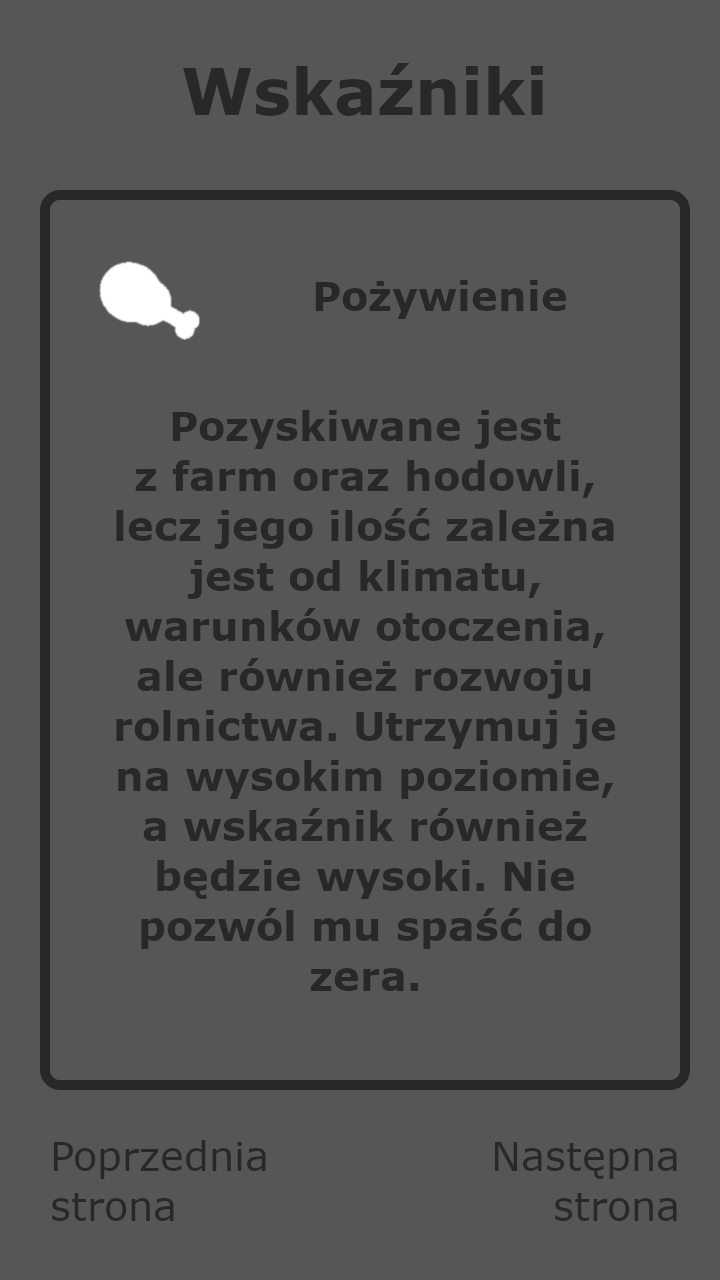 Wskaźniki
Pożywienie
Pozyskiwane jest
z farm oraz hodowli,
lecz jego ilość zależna
jest od klimatu,
warunków otoczenia,
ale również rozwoju
rolnictwa. Utrzymuj je
na wysokim poziomie,
a wskaźnik również
będzie wysoki. Nie
pozwól mu spaść do
zera.
Poprzednia
strona
Następna
strona